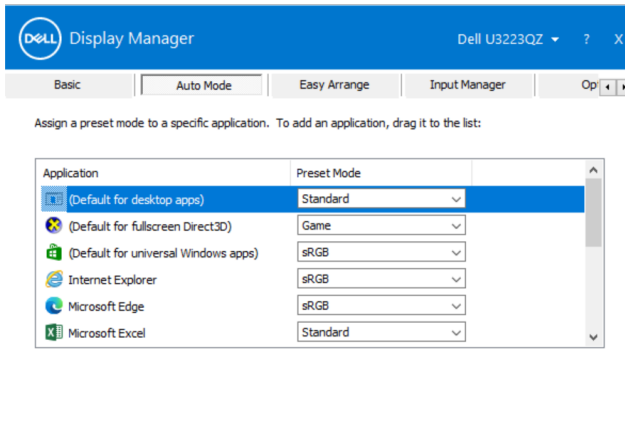 DELL Display Manager Dell U3223QZ ? X
Basic Auto Mode Easy Arrange Input Manager
Assign a preset mode to a specific application. To add an application, drag it to the list:
Application Preset Mode
(Default for desktop apps) Standard
(Default for fullscreen Direct3D) Game
(Default for universal Windows apps) sRGB
Internet Explorer sRGB
Microsoft Edge sRGB
Microsoft Excel Standard